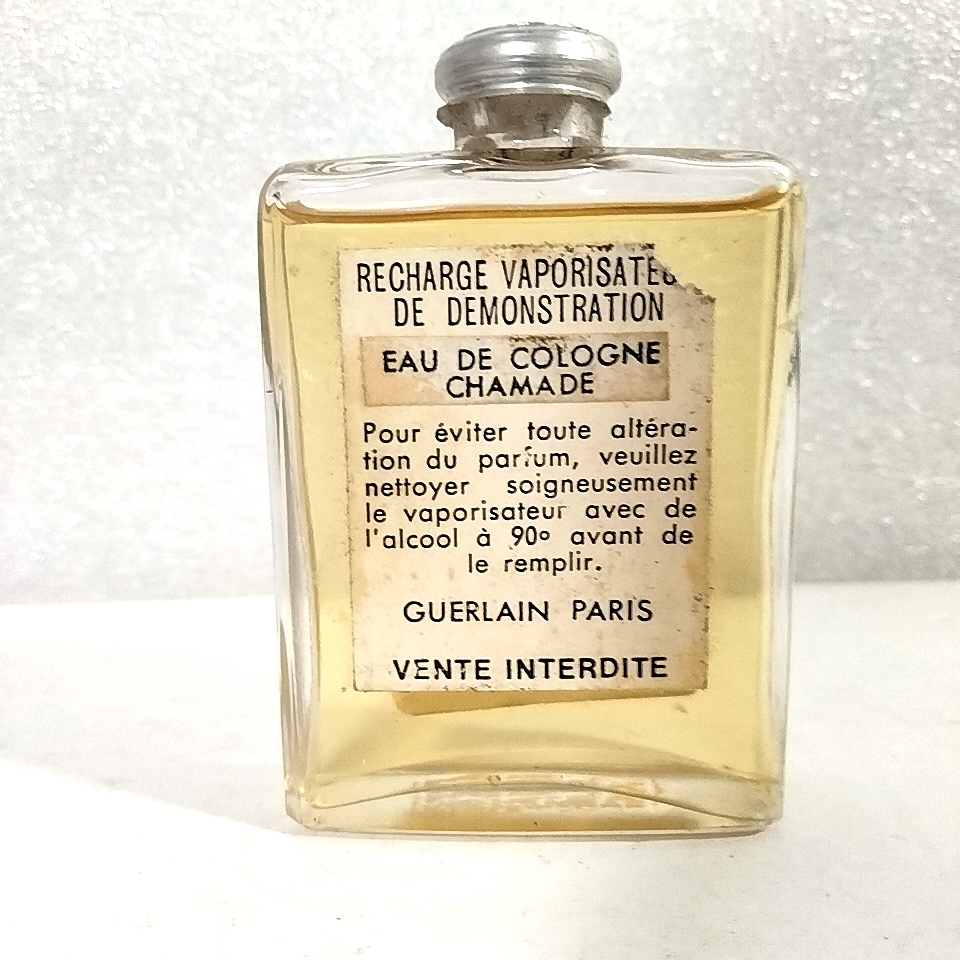 RECHARGE VAPORISATEU
DE DEMONSTRATION
EAU DE COLOGNE
CHAMADE
Pour éviter toute altéra-
tion du parfum, veuillez
nettoyer soigneusement
le vaporisateur avec de
l'alcool à 90° avant de
le remplir.
GUERLAIN PARIS
VENTE INTERDITE